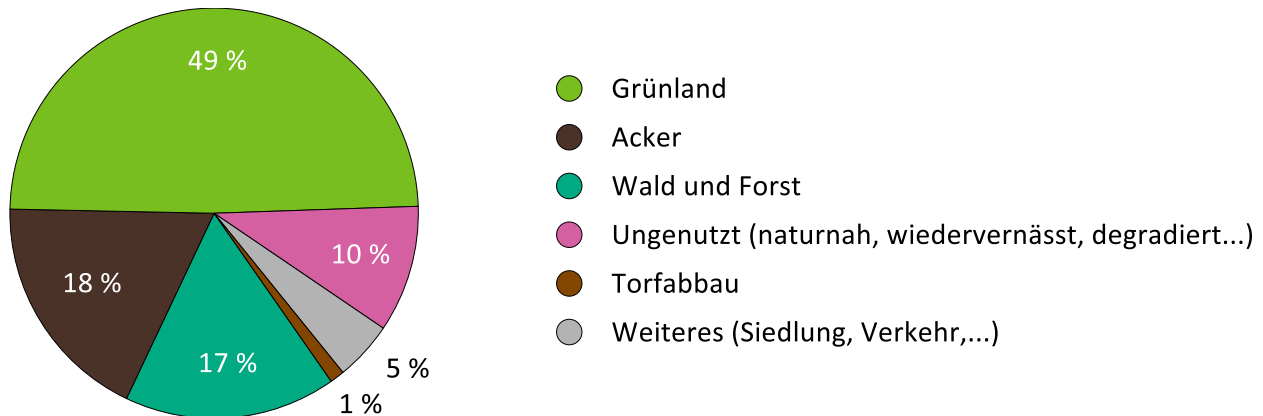 49 %
10 %
18 %
17 %
5 %
1 %
Grünland
Acker
Wald und Forst
Ungenutzt (naturnah, wiedervernässt, degradiert...)
Torfabbau
Weiteres (Siedlung, Verkehr,...)